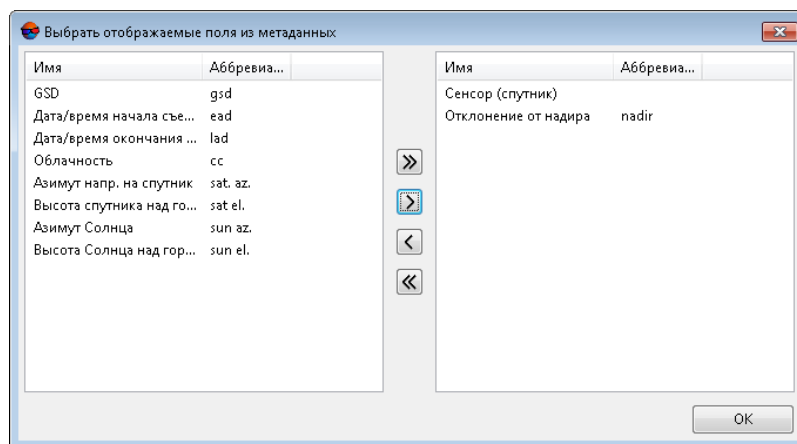 Выбрать отображаемые поля из метаданных
Имя Аббревиа...
GSD gsd
Дата/время начала съе... ead
Дата/время окончания ... lad
Облачность cc
Азимут напр. на спутник sat. az.
Высота спутника над го... sat el.
Азимут Солнца sun az.
Высота Солнца над гор... sun el.
Имя Аббревиа...
Сенсор (спутник)
Отклонение от надира nadir
OK